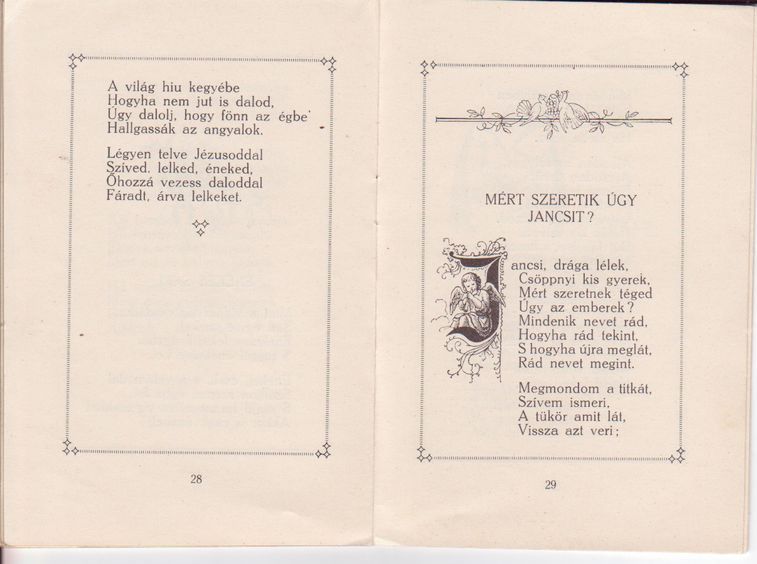 A világ hiu kegyébe
Hogyha nem jut is dalod,
Úgy dalolj, hogy fönn az égbe
Hallgassák az angyalok.
Légyen telve Jézusoddal
Szíved. lelked, éneked,
Őhozzá vezess daloddal
Fáradt, árva lelkeket.
28
MÉRT SZERETIK ÚGY
JANCSIT?
Jancsi, drága lélek,
Csöppnyi kis gyerek,
Mért szeretnek téged
Úgy az emberek?
Mindenik nevet rád,
Hogyha rád tekint,
S hogyha újra meglát,
Rád nevet megint.
Megmondom a titkát,
Szívem ismeri,
A tükör amit lát,
Vissza azt veri;
29